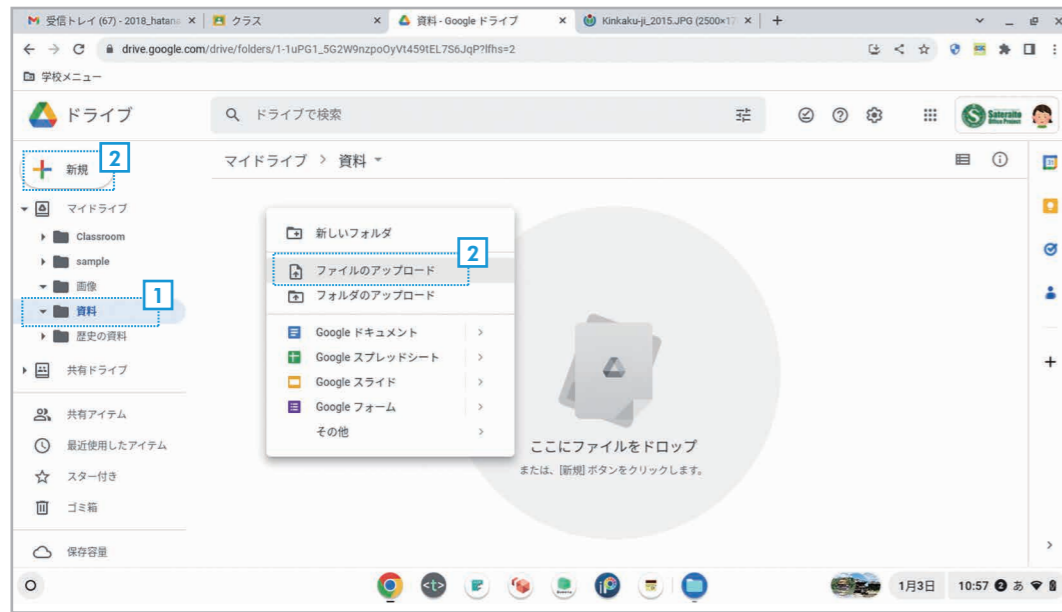 受信トレイ (67) - 2018_hatana
クラス
資料 - Google ドライブ
Kinkaku-ji_2015.JPG (2500×17
drive.google.com/drive/folders/1-1uPG1_5G2W9nzpoOyVt459tEL7S6JqP?lfhs=2
学校メニュー
ドライブ
ドライブで検索
Sateraito
Office Project
新規
2
マイドライブ > 資料
マイドライブ
Classroom
sample
画像
1
資料
歴史の資料
共有ドライブ
共有アイテム
最近使用したアイテム
スター付き
ゴミ箱
保存容量
新しいフォルダ
2
ファイルのアップロード
フォルダのアップロード
Google ドキュメント
Google スプレッドシート
Google スライド
Google フォーム
その他
ここにファイルをドロップ
または、[新規] ボタンをクリックします。
1月3日
10:57 2 あ